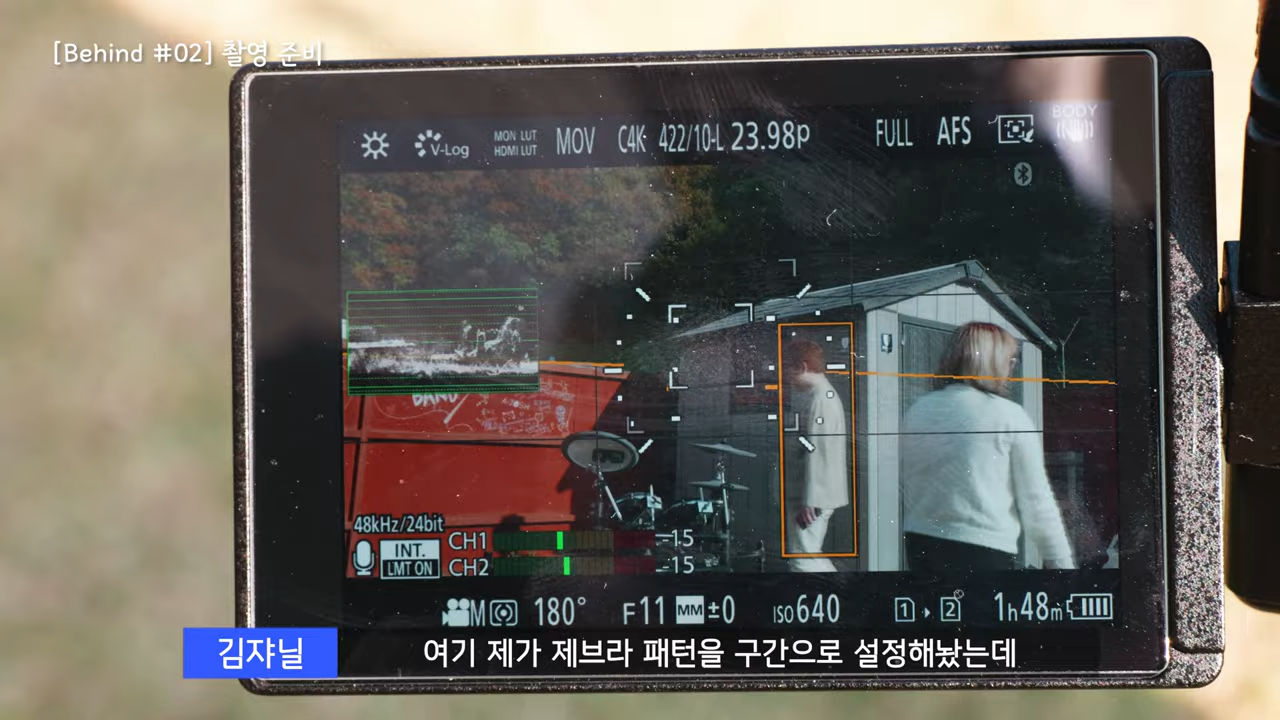 [Behind #02] 촬영 준비
BODY
V-Log
MON LUT
HDMI LUT
MOV C4K 422/10-L 23.98p
FULL AFS
BAND
48kHz/24bit
INT.
LMT ON
CH1 -15
CH2 -15
M 180° F11 MM±0 ISO640 1 2 1h48m
김쟈닐
여기 제가 제브라 패턴을 구간으로 설정해놨는데